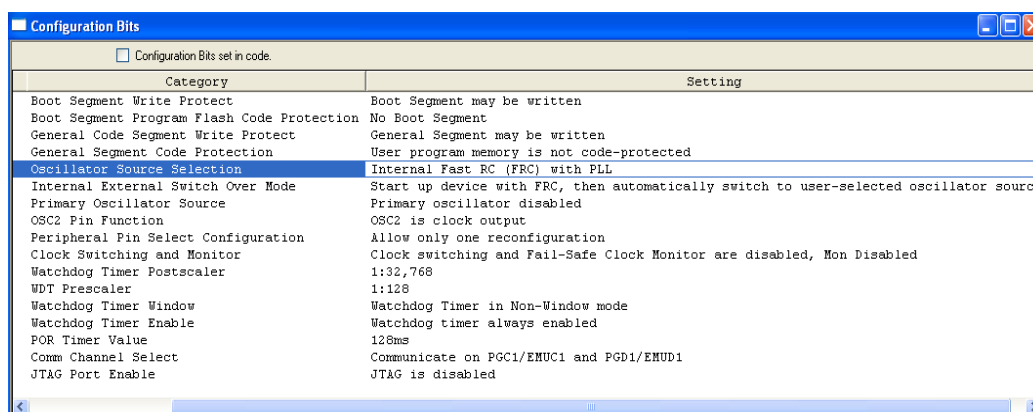 Configuration Bits
Configuration Bits set in code.
Category Setting
Boot Segment Write Protect Boot Segment may be written
Boot Segment Program Flash Code Protection No Boot Segment
General Code Segment Write Protect General Segment may be written
General Segment Code Protection User program memory is not code-protected
Oscillator Source Selection Internal Fast RC (FRC) with PLL
Internal External Switch Over Mode Start up device with FRC, then automatically switch to user-selected oscillator sourc
Primary Oscillator Source Primary oscillator disabled
OSC2 Pin Function OSC2 is clock output
Peripheral Pin Select Configuration Allow only one reconfiguration
Clock Switching and Monitor Clock switching and Fail-Safe Clock Monitor are disabled, Mon Disabled
Watchdog Timer Postscaler 1:32,768
WDT Prescaler 1:128
Watchdog Timer Window Watchdog Timer in Non-Window mode
Watchdog Timer Enable Watchdog timer always enabled
POR Timer Value 128ms
Comm Channel Select Communicate on PGC1/EMUC1 and PGD1/EMUD1
JTAG Port Enable JTAG is disabled